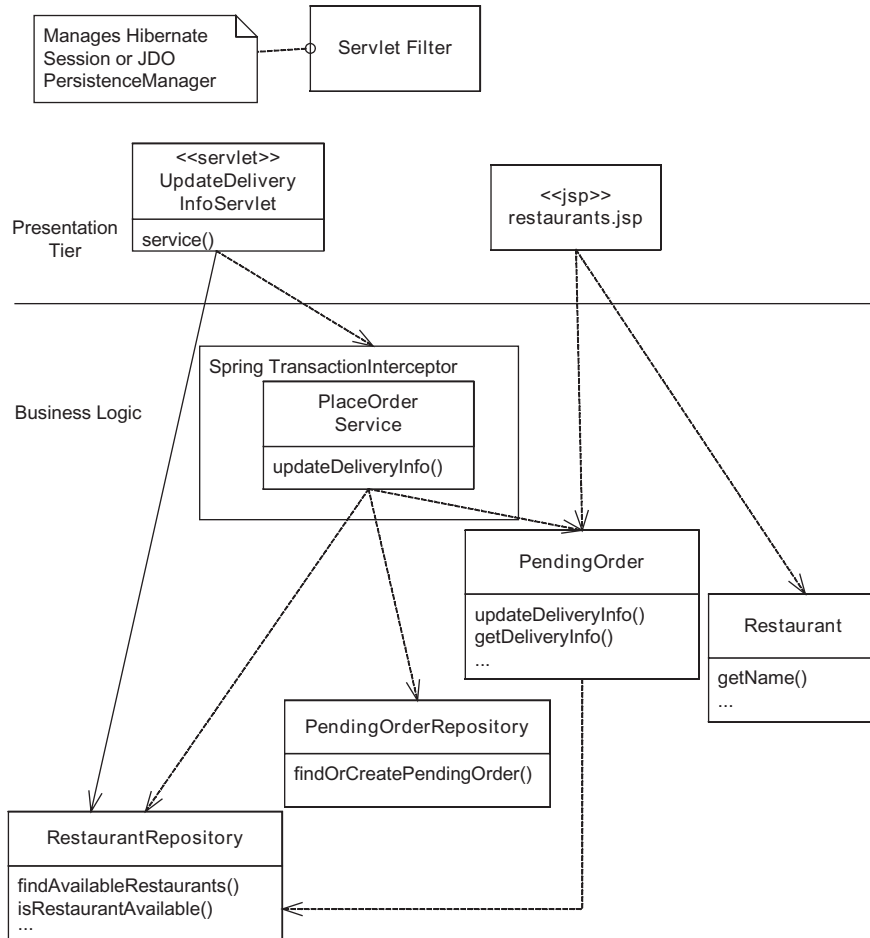 Manages Hibernate
Session or JDO
PersistenceManager
Servlet Filter
<<servlet>>
UpdateDelivery
InfoServlet
service()
<<jsp>>
restaurants.jsp
Presentation
Tier
Spring TransactionInterceptor
PlaceOrder
Service
updateDeliveryInfo()
Business Logic
PendingOrder
updateDeliveryInfo()
getDeliveryInfo()
...
Restaurant
getName()
...
PendingOrderRepository
findOrCreatePendingOrder()
RestaurantRepository
findAvailableRestaurants()
isRestaurantAvailable()
...